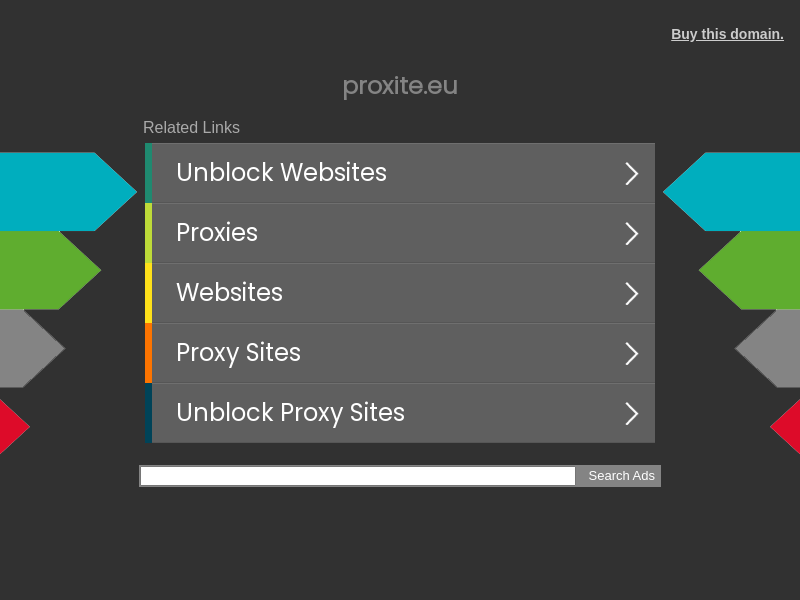 Buy this domain.
proxite.eu
Related Links
Unblock Websites
Proxies
Websites
Proxy Sites
Unblock Proxy Sites
Search Ads